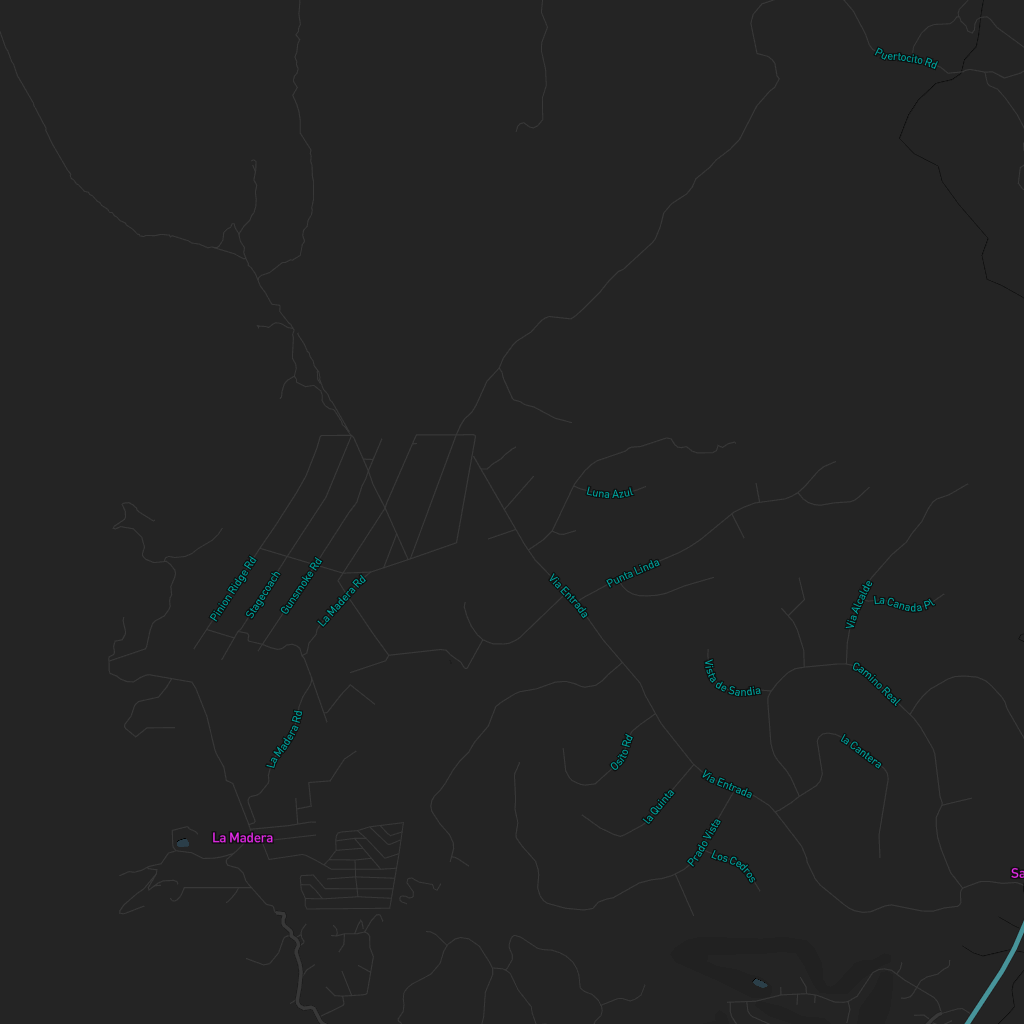 Puertocito Rd
Luna Azul
Punta Linda
Via Entrada
Pinion Ridge Rd
Stagecoach
Gunsmoke Rd
La Madera Rd
Via Alcalde
La Canada Pl
Vista de Sandia
Camino Real
La Madera Rd
Osito Rd
la Cantera
Via Entrada
la Quinta
La Madera
Prado Vista
Los Cedros
Sa